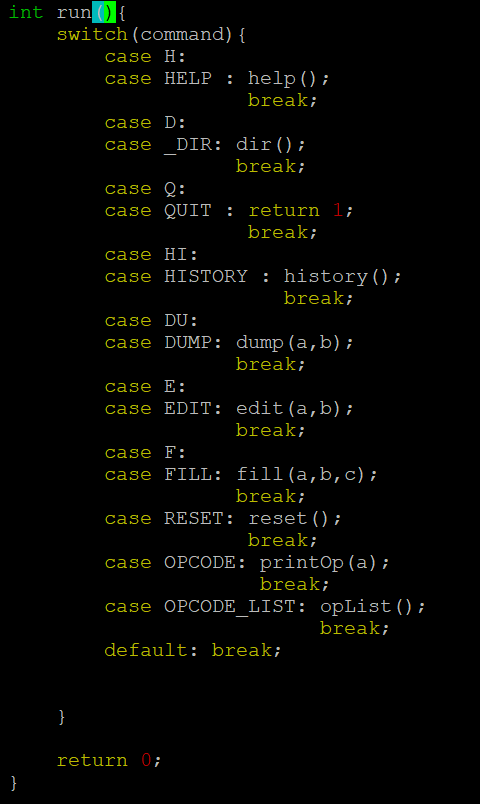 int run(){
    switch(command){
        case H:
        case HELP : help();
                    break;
        case D:
        case _DIR: dir();
                   break;
        case Q:
        case QUIT : return 1;
                    break;
        case HI:
        case HISTORY : history();
                       break;
        case DU:
        case DUMP: dump(a,b);
                   break;
        case E:
        case EDIT: edit(a,b);
                   break;
        case F:
        case FILL: fill(a,b,c);
                   break;
        case RESET: reset();
                    break;
        case OPCODE: printOp(a);
                     break;
        case OPCODE_LIST: opList();
                          break;
        default: break;


    }

    return 0;
}